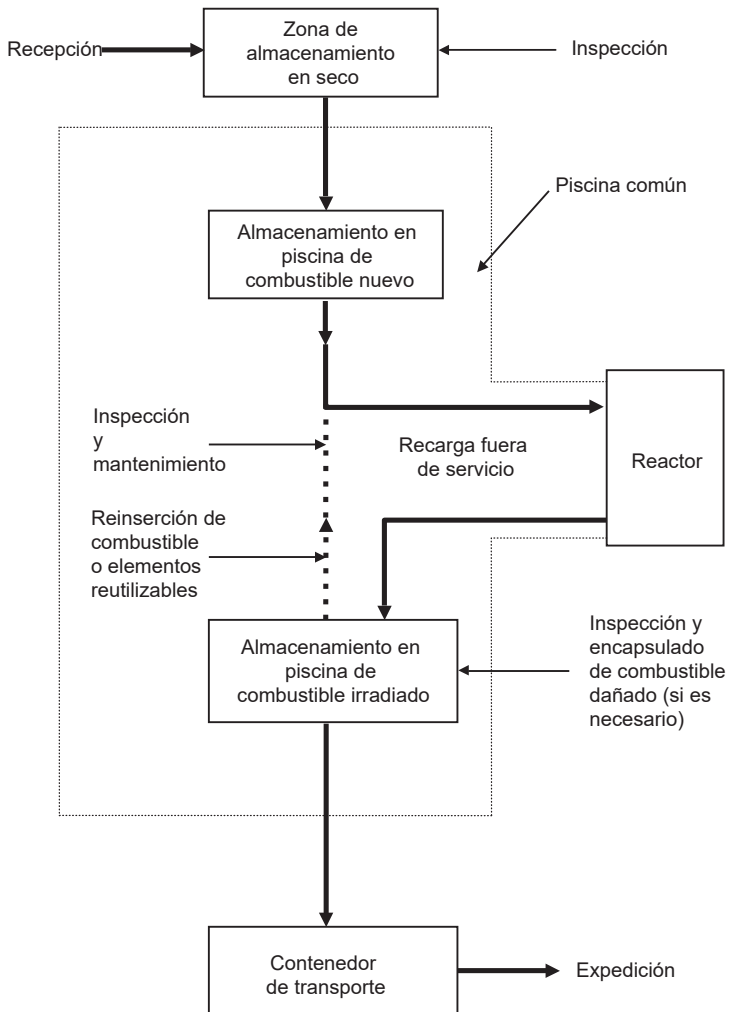 Zona de
almacenamiento
en seco
Recepción
Inspección
Piscina común
Almacenamiento en
piscina de
combustible nuevo
Inspección
y
mantenimiento
Recarga fuera
de servicio
Reactor
Reinserción de
combustible
o elementos
reutilizables
Almacenamiento en
piscina de
combustible irradiado
Inspección y
encapsulado
de combustible
dañado (si es
necesario)
Contenedor
de transporte
Expedición